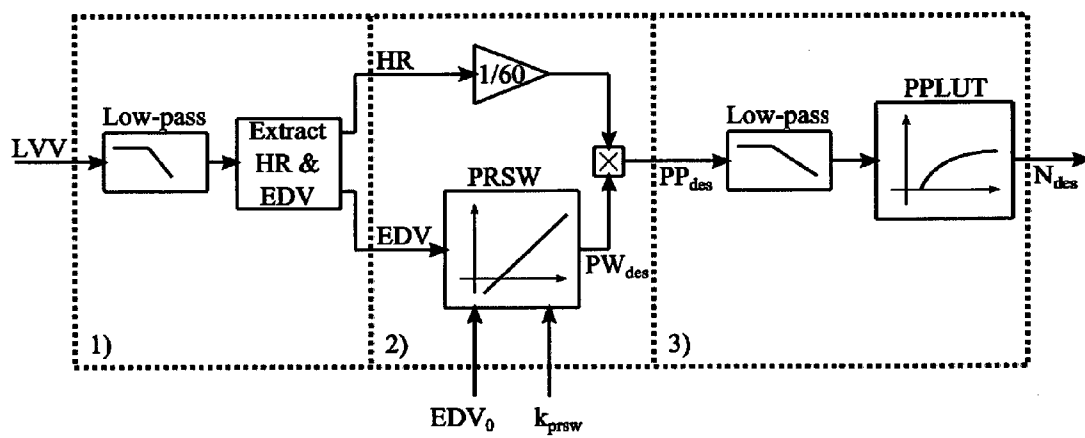 LVV
Low-pass
Extract
HR &
EDV
1)
HR
1/60
EDV
PRSW
PW_des
×
2)
EDV_0
k_prsw
PP_des
Low-pass
PPLUT
N_des
3)